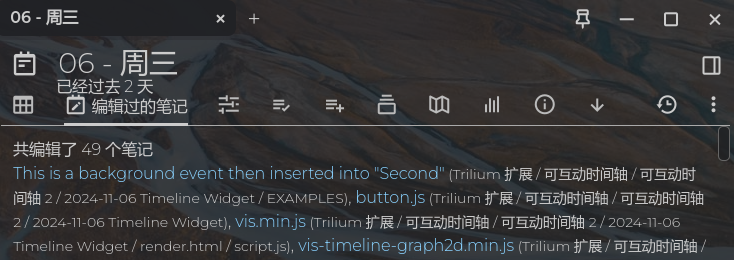 06 - 周三
06 - 周三
已经过去 2 天
编辑过的笔记
共编辑了 49 个笔记
This is a background event then inserted into "Second" (Trilium 扩展 / 可互动时间轴 / 可互动时
间轴 2 / 2024-11-06 Timeline Widget / EXAMPLES), button.js (Trilium 扩展 / 可互动时间轴 / 可互动时间轴
2 / 2024-11-06 Timeline Widget), vis.min.js (Trilium 扩展 / 可互动时间轴 / 可互动时间轴 2 / 2024-11-06
Timeline Widget / render.html / script.js), vis-timeline-graph2d.min.js (Trilium 扩展 / 可互动时间轴 /